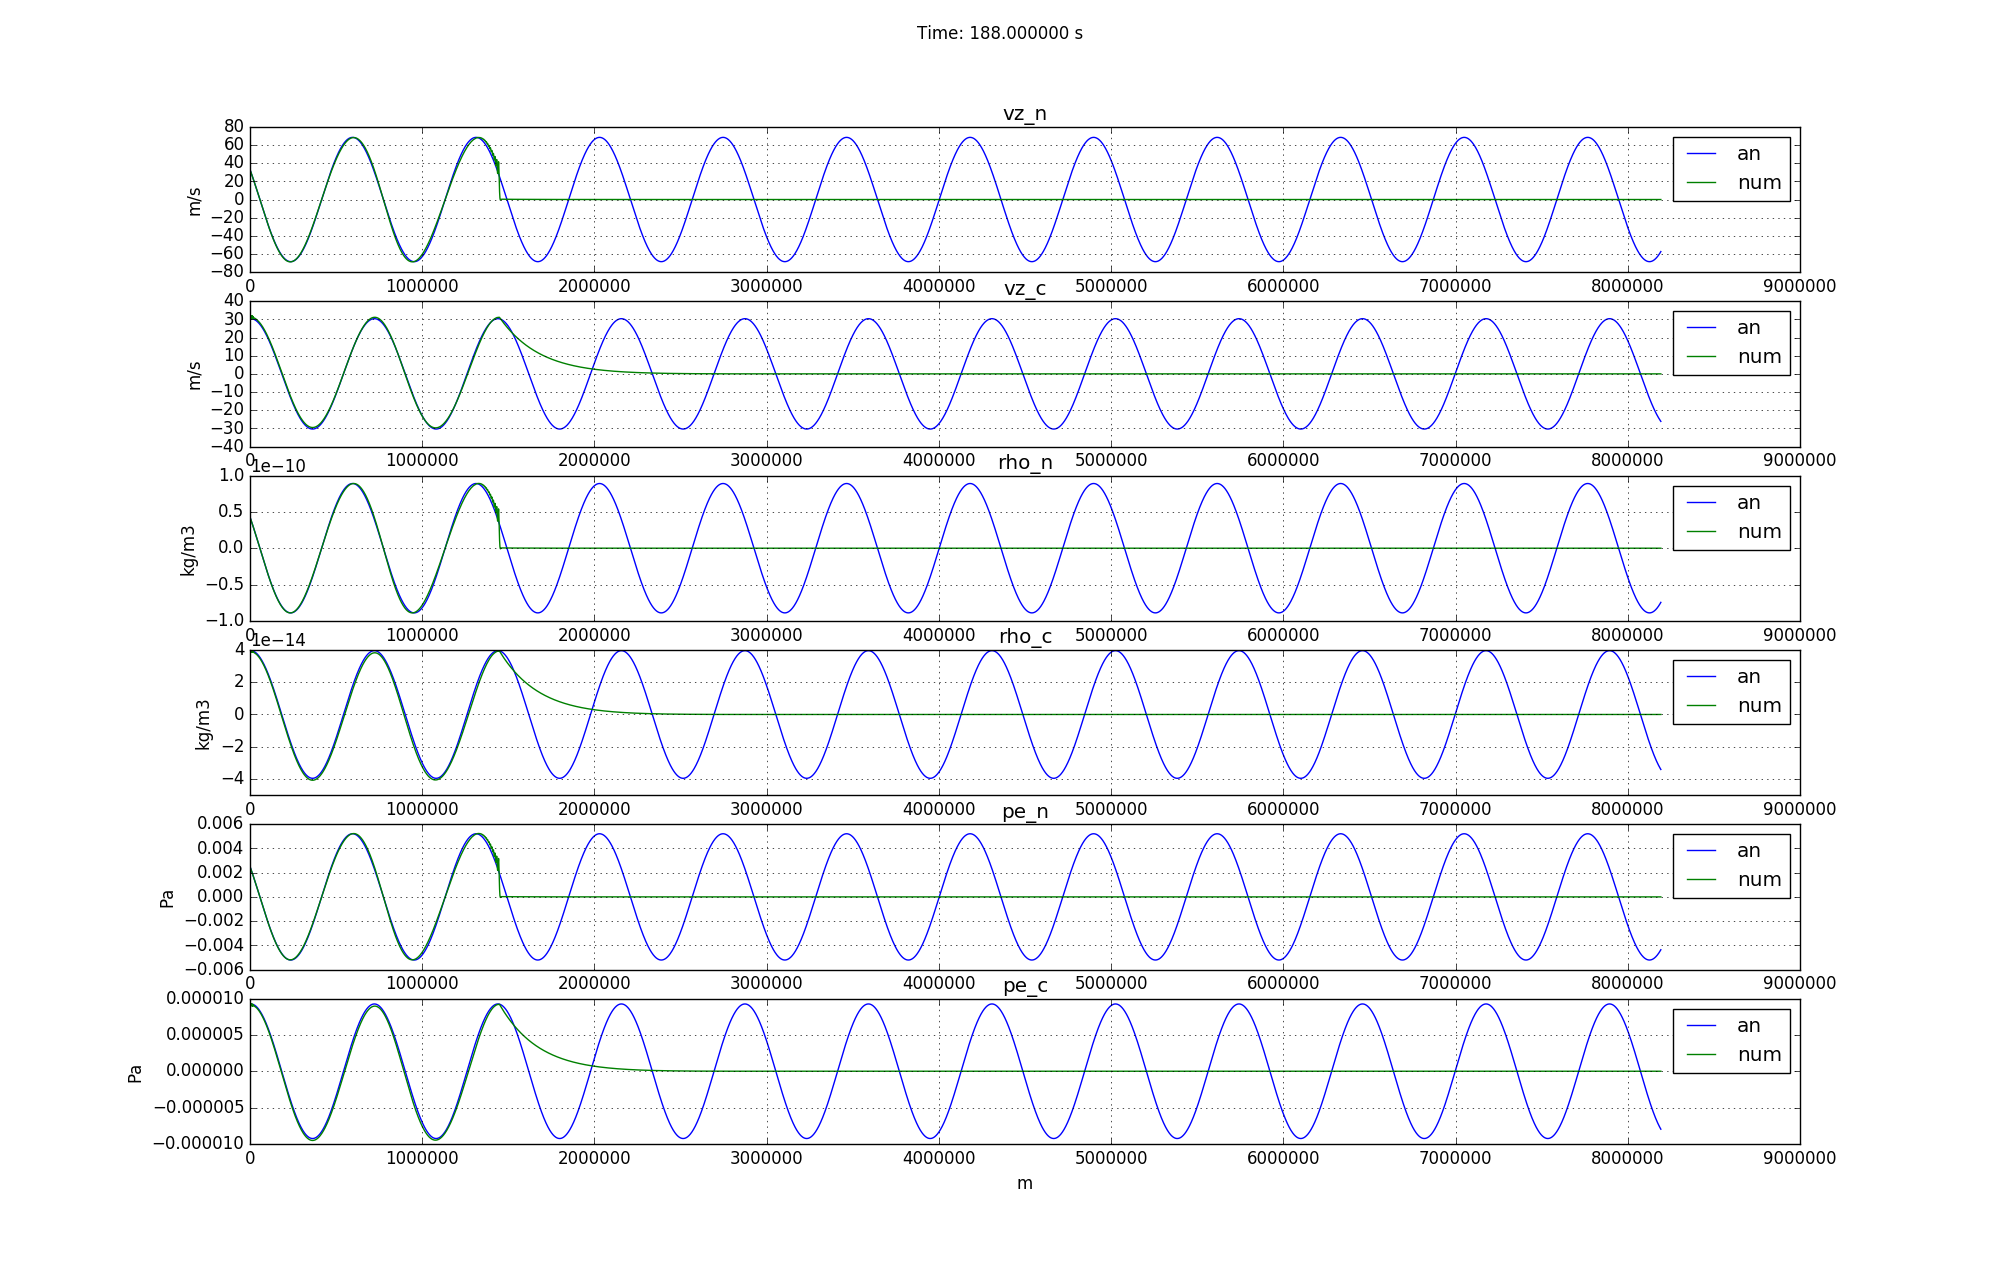 Time: 188.000000 s
vz_n
80
60
40
20
0
−20
−40
−60
−80
m/s
an
num
0 1000000 2000000 3000000 4000000 5000000 6000000 7000000 8000000 9000000
vz_c
40
30
20
10
0
−10
−20
−30
−40
m/s
an
num
0 1000000 2000000 3000000 4000000 5000000 6000000 7000000 8000000 9000000
1e−10
rho_n
1.0
0.5
0.0
−0.5
−1.0
kg/m3
an
num
0 1000000 2000000 3000000 4000000 5000000 6000000 7000000 8000000 9000000
1e−14
rho_c
4
2
0
−2
−4
kg/m3
an
num
0 1000000 2000000 3000000 4000000 5000000 6000000 7000000 8000000 9000000
pe_n
0.006
0.004
0.002
0.000
−0.002
−0.004
−0.006
Pa
an
num
0 1000000 2000000 3000000 4000000 5000000 6000000 7000000 8000000 9000000
pe_c
0.000010
0.000005
0.000000
−0.000005
−0.000010
Pa
an
num
0 1000000 2000000 3000000 4000000 5000000 6000000 7000000 8000000 9000000
m